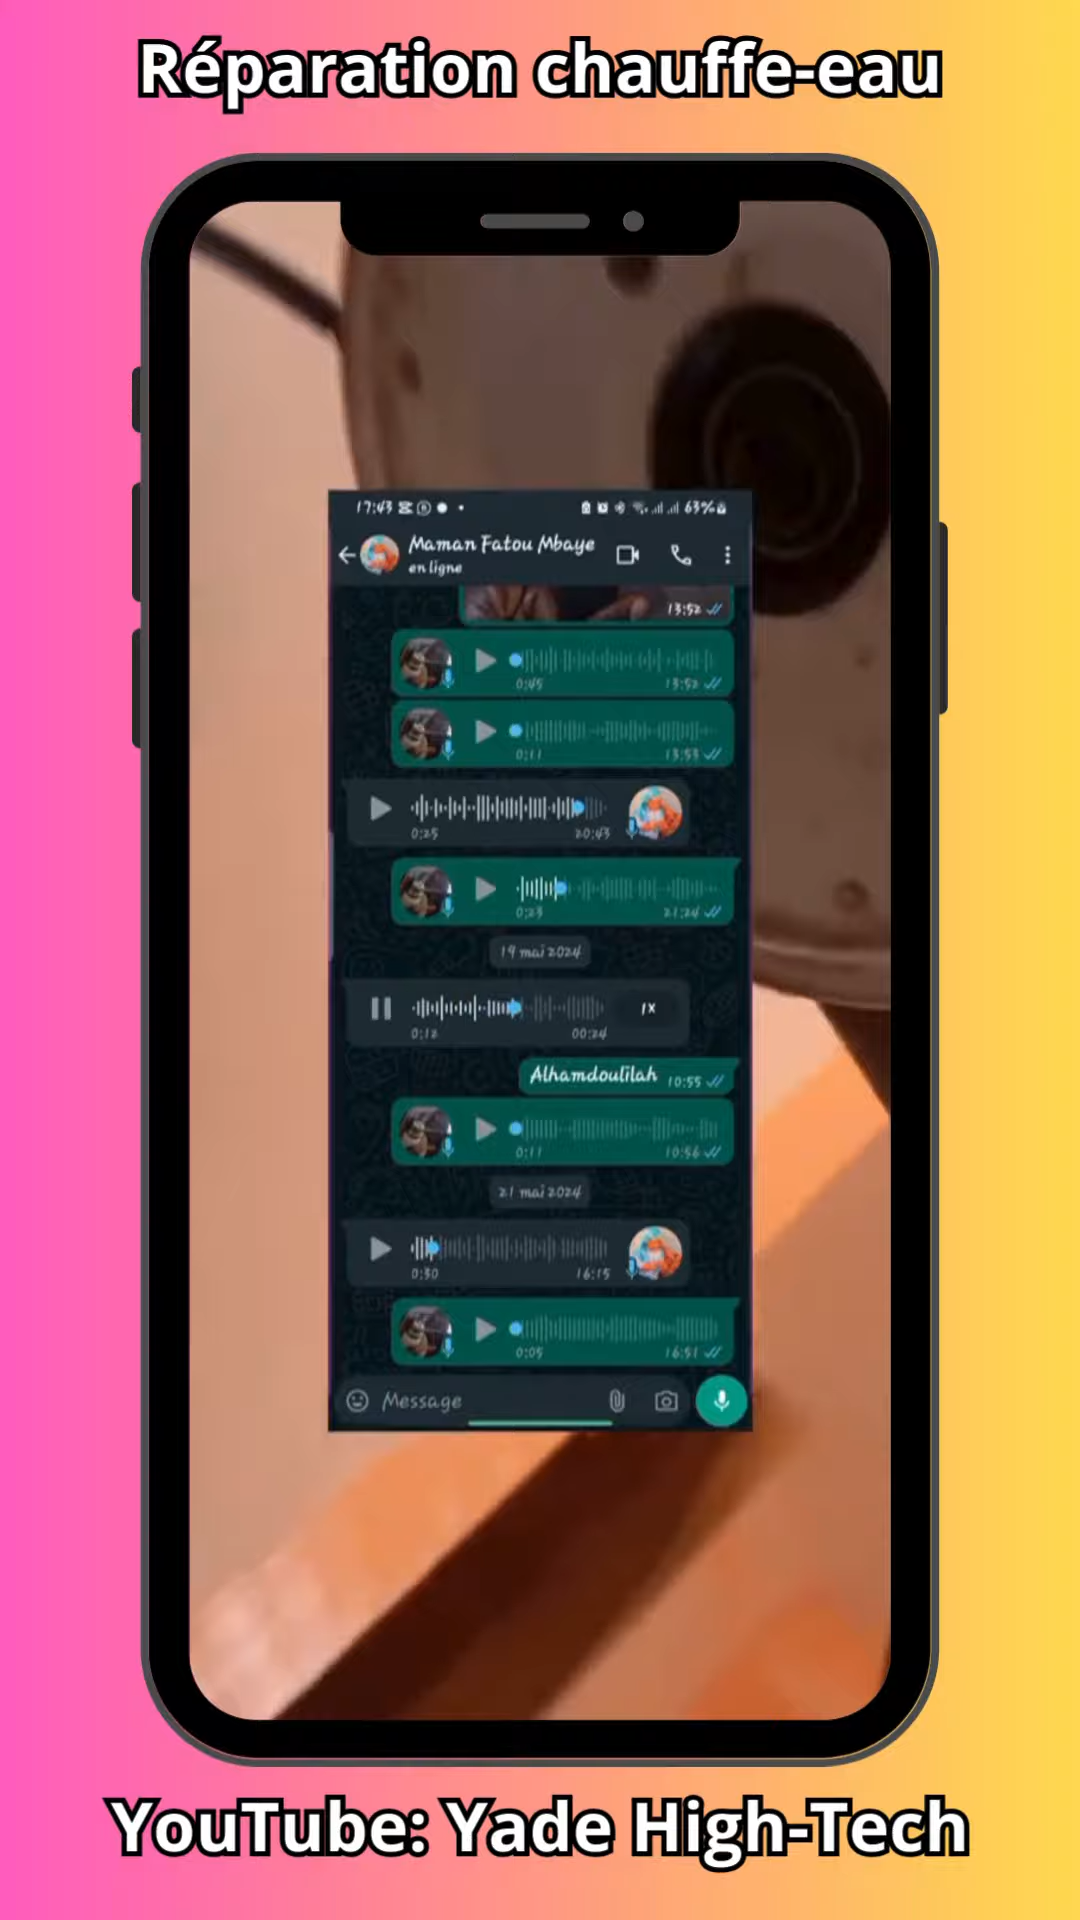 Réparation chauffe-eau
17:43
63%
Maman Fatou Mbaye
en ligne
13:52
0:45
13:52
0:11
13:53
0:25
20:43
0:23
21:24
19 mai 2024
1X
0:12
00:24
Alhamdoulilah 10:55
0:11
10:56
21 mai 2024
0:30
16:15
0:05
16:51
Message
YouTube: Yade High-Tech